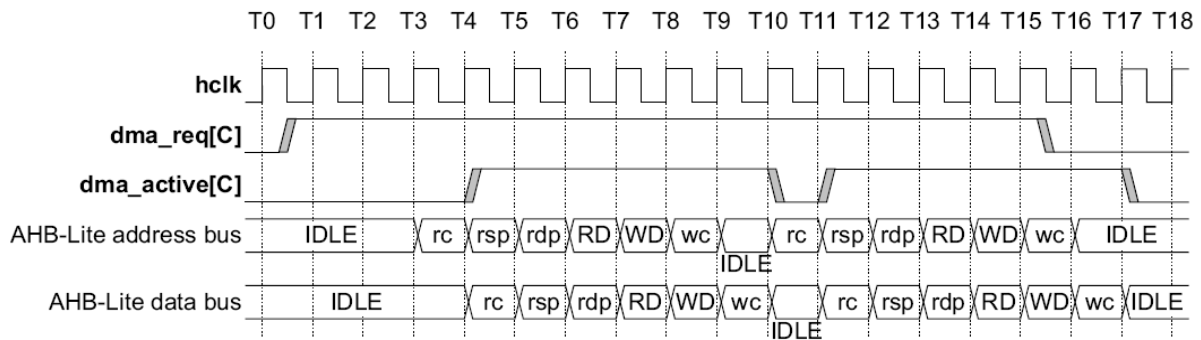 T0 T1 T2 T3 T4 T5 T6 T7 T8 T9 T10 T11 T12 T13 T14 T15 T16 T17 T18
hclk
dma_req[C]
dma_active[C]
AHB-Lite address bus IDLE rc rsp rdp RD WD wc rc rsp rdp RD WD wc IDLE
IDLE
AHB-Lite data bus IDLE rc rsp rdp RD WD wc rc rsp rdp RD WD wc IDLE
IDLE